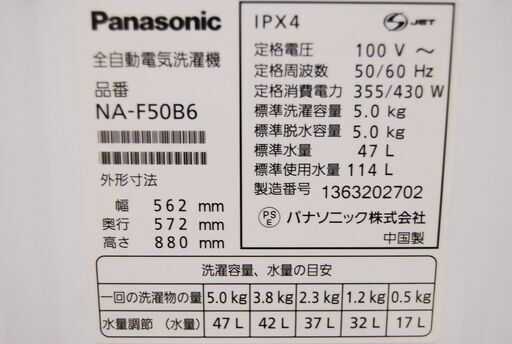 Panasonic
全自動電気洗濯機
品番
NA-F50B6
外形寸法
幅 562 mm
奥行 572 mm
高さ 880 mm
IPX4 S JET
定格電圧 100 V ～
定格周波数 50/60 Hz
定格消費電力 355/430 W
標準洗濯容量 5.0 kg
標準脱水容量 5.0 kg
標準水量 47 L
標準使用水量 114 L
製造番号 1363202702
PSE パナソニック株式会社
中国製
洗濯容量、水量の目安
一回の洗濯物の量 5.0 kg 3.8 kg 2.3 kg 1.2 kg 0.5 kg
水量調節（水量） 47 L 42 L 37 L 32 L 17 L